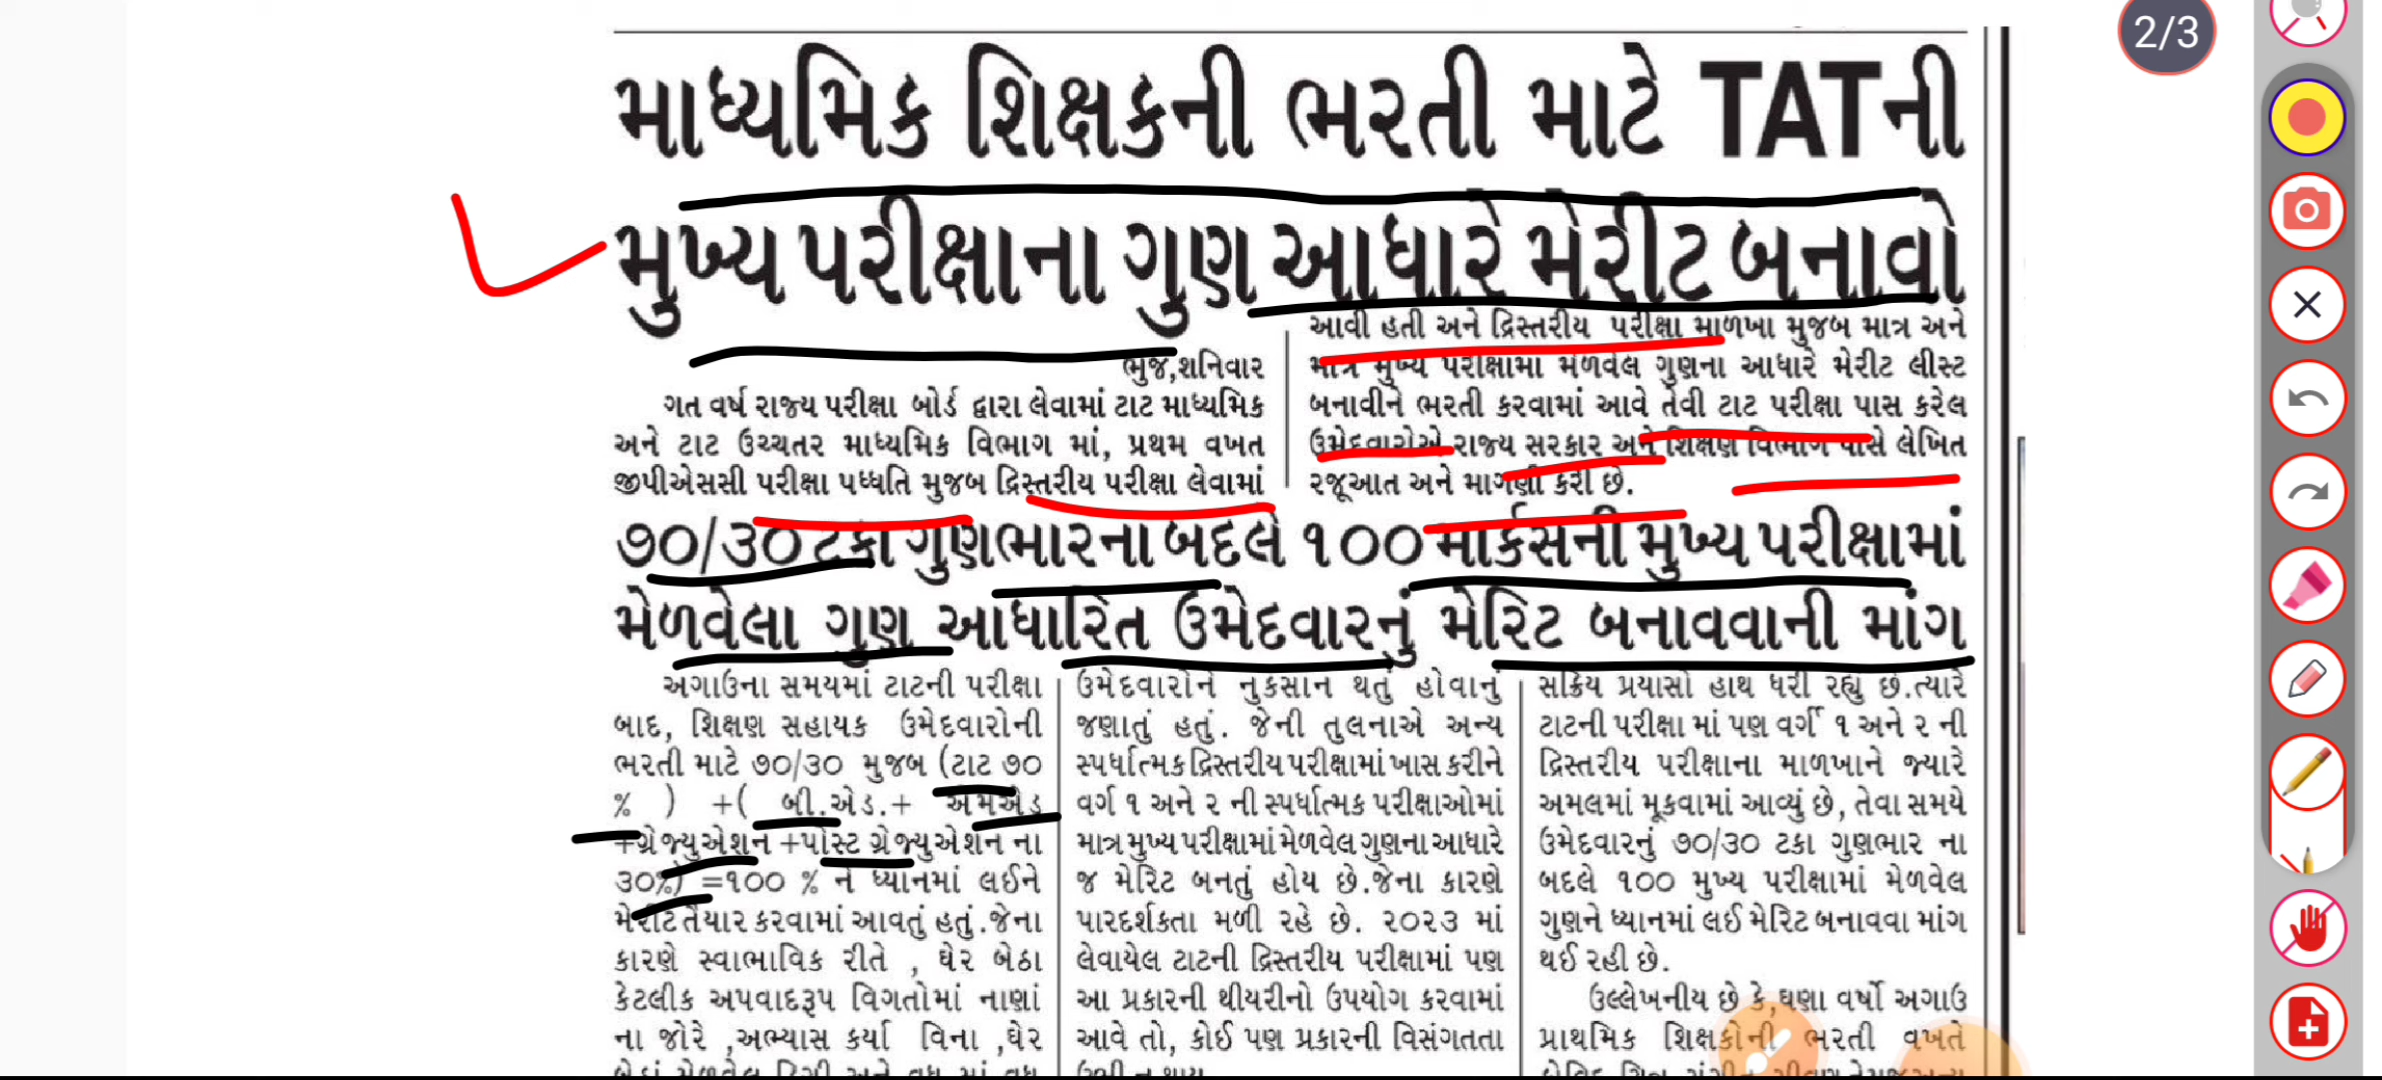 2/3
માધ્યમિક શિક્ષકની ભરતી માટે TATની
મુખ્ય પરીક્ષાના ગુણ આધારે મેરીટ બનાવો
ભુજ,શનિવાર
ગત વર્ષ રાજ્ય પરીક્ષા બોર્ડ દ્વારા લેવામાં ટાટ માધ્યમિક
અને ટાટ ઉચ્ચતર માધ્યમિક વિભાગ માં, પ્રથમ વખત
જીપીએસસી પરીક્ષા પધ્ધતિ મુજબ દ્વિસ્તરીય પરીક્ષા લેવામાં
આવી હતી અને દ્વિસ્તરીય પરીક્ષા માળખા મુજબ માત્ર અને
માત્ર મુખ્ય પરીક્ષામાં મેળવેલ ગુણના આધારે મેરીટ લીસ્ટ
બનાવીને ભરતી કરવામાં આવે તેવી ટાટ પરીક્ષા પાસ કરેલ
ઉમેદવારોએ રાજ્ય સરકાર અને શિક્ષણ વિભાગ પાસે લેખિત
રજૂઆત અને માગણી કરી છે.
૭૦/૩૦ ટકા ગુણભારના બદલે ૧૦૦ માર્કસની મુખ્ય પરીક્ષામાં
મેળવેલા ગુણ આધારિત ઉમેદવારનું મેરિટ બનાવવાની માંગ
અગાઉના સમયમાં ટાટની પરીક્ષા
બાદ, શિક્ષણ સહાયક ઉમેદવારોની
ભરતી માટે ૭૦/૩૦ મુજબ (ટાટ ૭૦
% ) +( બી.એડ.+ એમએડ
+ગ્રેજ્યુએશન +પોસ્ટ ગ્રેજ્યુએશન ના
૩૦%) =૧૦૦ % ને ધ્યાનમાં લઈને
મેરીટ તૈયાર કરવામાં આવતું હતું.જેના
કારણે સ્વાભાવિક રીતે , ઘેર બેઠા
કેટલીક અપવાદરૂપ વિગતોમાં નાણાં
ના જોરે ,અભ્યાસ કર્યા વિના ,ઘેર
ઉમેદવારોને નુકસાન થતું હોવાનું
જણાતું હતું. જેની તુલનાએ અન્ય
સ્પર્ધાત્મક દ્વિસ્તરીય પરીક્ષામાં ખાસ કરીને
વર્ગ ૧ અને ૨ ની સ્પર્ધાત્મક પરીક્ષાઓમાં
માત્ર મુખ્ય પરીક્ષામાં મેળવેલ ગુણના આધારે
જ મેરિટ બનતું હોય છે.જેના કારણે
પારદર્શકતા મળી રહે છે. ૨૦૨૩ માં
લેવાયેલ ટાટની દ્વિસ્તરીય પરીક્ષામાં પણ
આ પ્રકારની થીયરીનો ઉપયોગ કરવામાં
આવે તો, કોઈ પણ પ્રકારની વિસંગતતા
સક્રિય પ્રયાસો હાથ ધરી રહ્યુ છે.ત્યારે
ટાટની પરીક્ષા માં પણ વર્ગ ૧ અને ૨ ની
દ્વિસ્તરીય પરીક્ષાના માળખાને જ્યારે
અમલમાં મૂકવામાં આવ્યું છે, તેવા સમયે
ઉમેદવારનું ૭૦/૩૦ ટકા ગુણભાર ના
બદલે ૧૦૦ મુખ્ય પરીક્ષામાં મેળવેલ
ગુણને ધ્યાનમાં લઈ મેરિટ બનાવવા માંગ
થઈ રહી છે.
ઉલ્લેખનીય છે કે, ઘણા વર્ષો અગાઉ
પ્રાથમિક શિક્ષકોની ભરતી વખતે